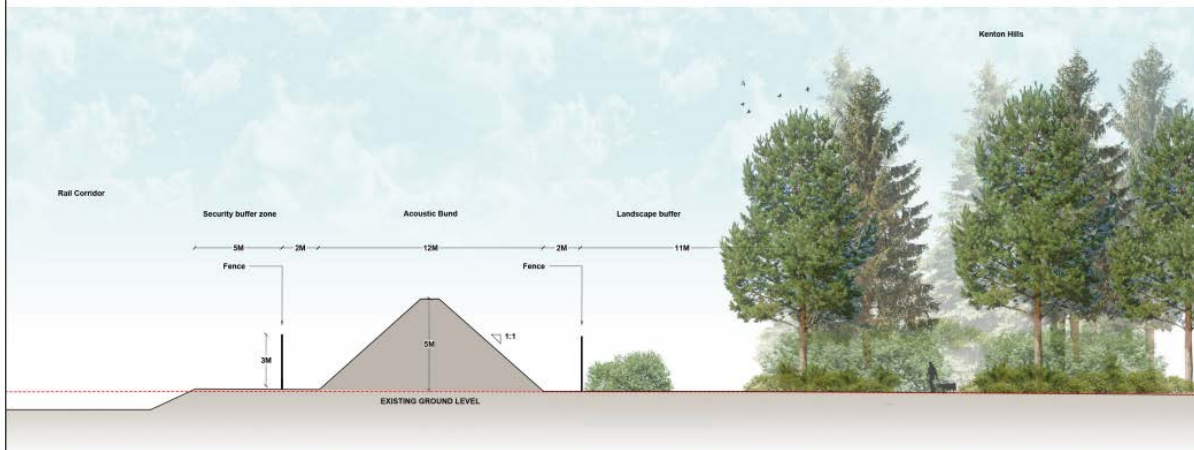 Kenton Hills
Rail Corridor
Security buffer zone
Acoustic Bund
Landscape buffer
5M
2M
12M
2M
11M
Fence
Fence
3M
5M
1:1
EXISTING GROUND LEVEL